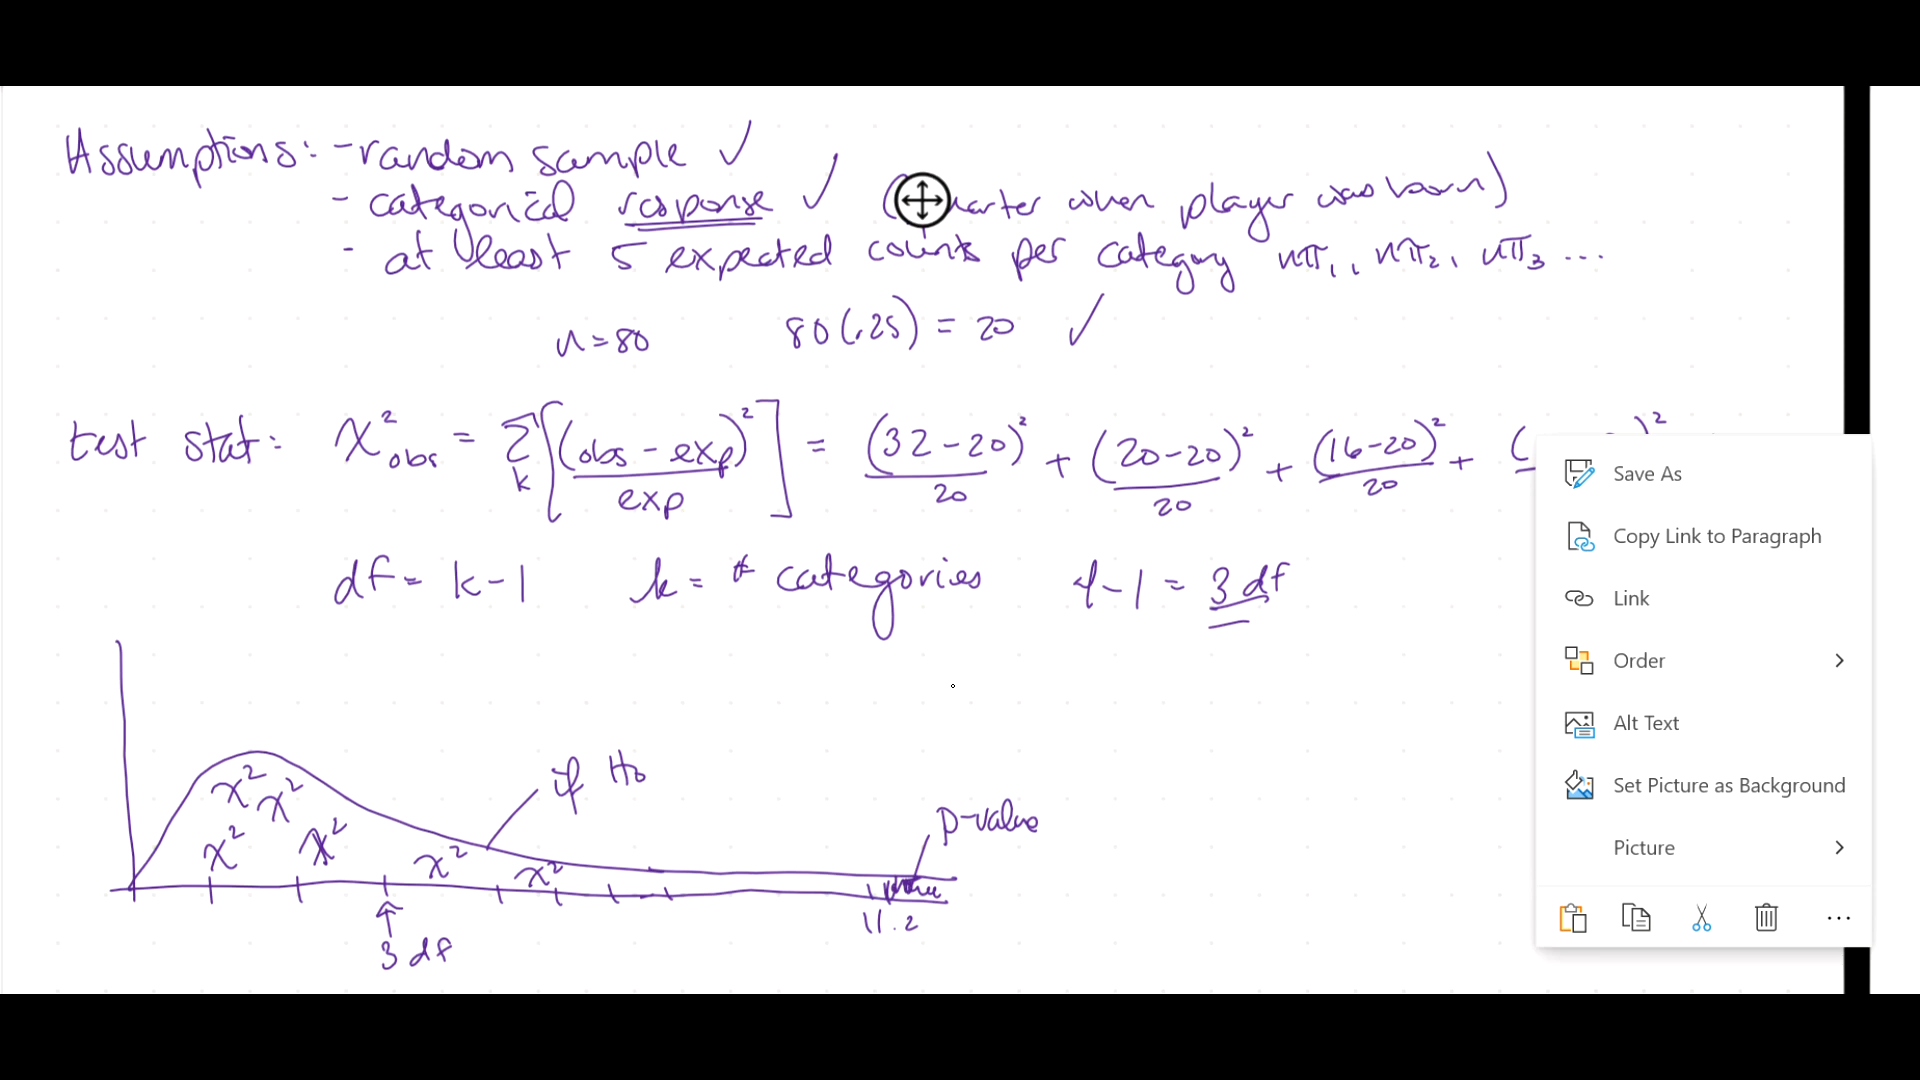 Assumptions: - random sample ✓
- categorical response ✓ (quarter when player was born)
- at least 5 expected counts per category nπ₁, nπ₂, nπ₃ ...
n = 80 80(.25) = 20 ✓
test stat: χ²obs = Σk [(obs - exp)²/exp] = (32-20)²/20 + (20-20)²/20 + (16-20)²/20 + ( )²
df = k-1 k = # categories 4-1 = 3 df
if H₀
χ² χ²
χ² χ² χ² χ²
p-value
11.2
3 df
Save As
Copy Link to Paragraph
Link
Order
Alt Text
Set Picture as Background
Picture